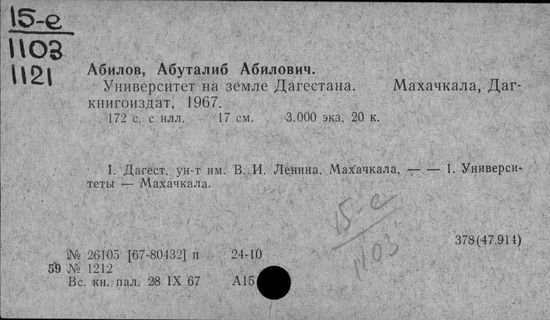 15-е
1103
1121
Абилов, Абуталиб Абилович.
Университет на земле Дагестана. Махачкала, Даг-
книгоиздат, 1967.
172 с. с илл. 17 см. 3.000 экз. 20 к.
I. Дагест. ун-т им. В. И. Ленина. Махачкала, — — 1. Универси-
теты — Махачкала.
15-е
1103
378(47.914)
№ 26105 [67-80432] п 24-10
59 № 1212
Вс. кн. пал. 28 IX 67 А15